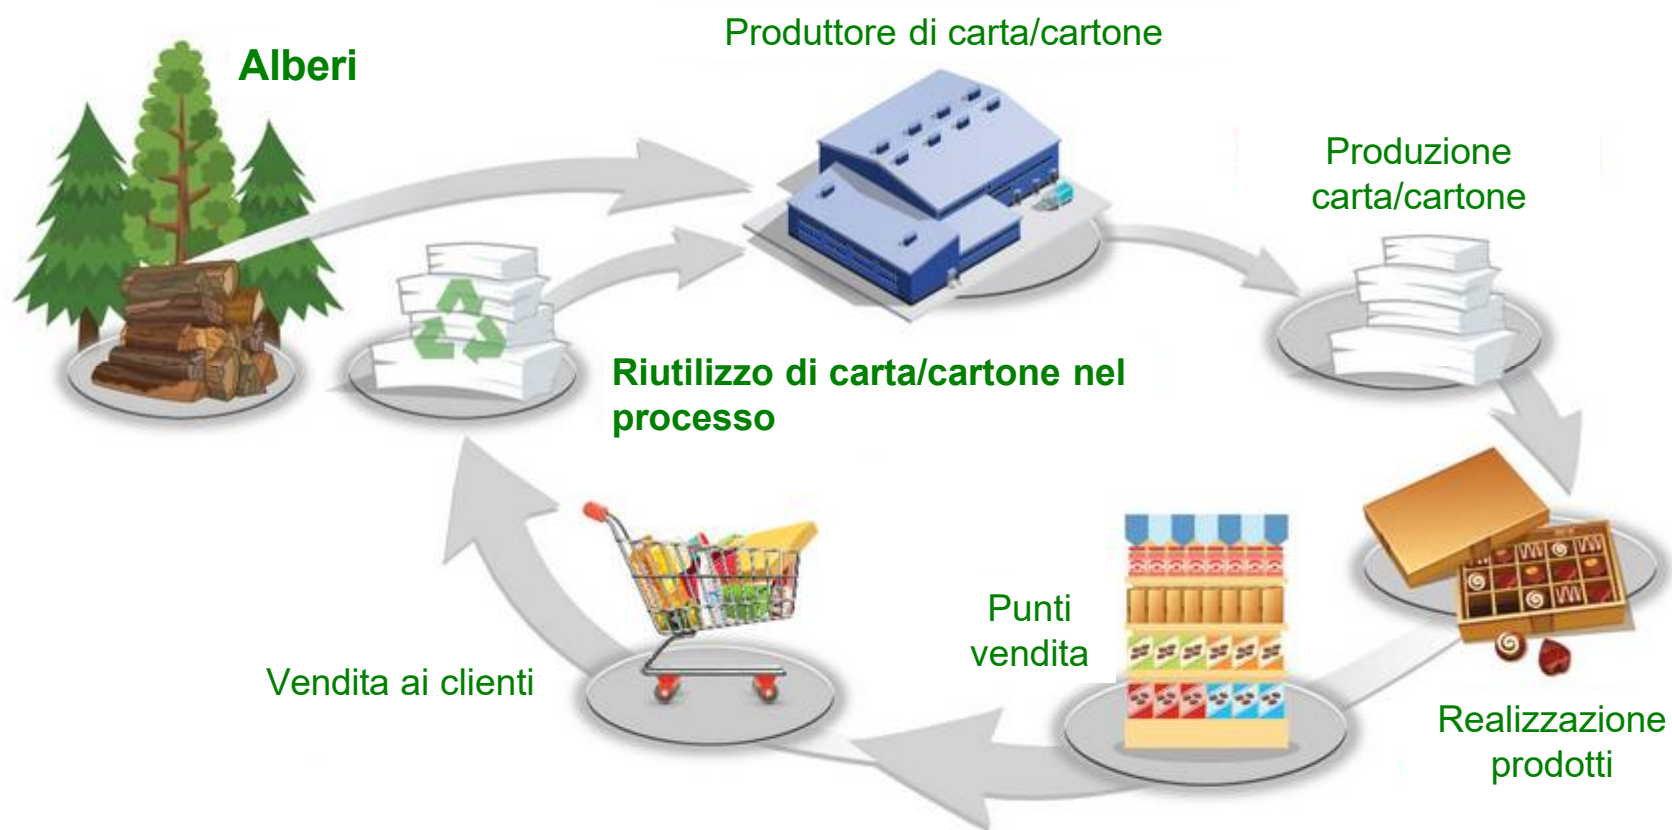 Produttore di carta/cartone
Alberi
Produzione
carta/cartone
Riutilizzo di carta/cartone nel
processo
Punti
vendita
Vendita ai clienti
Realizzazione
prodotti